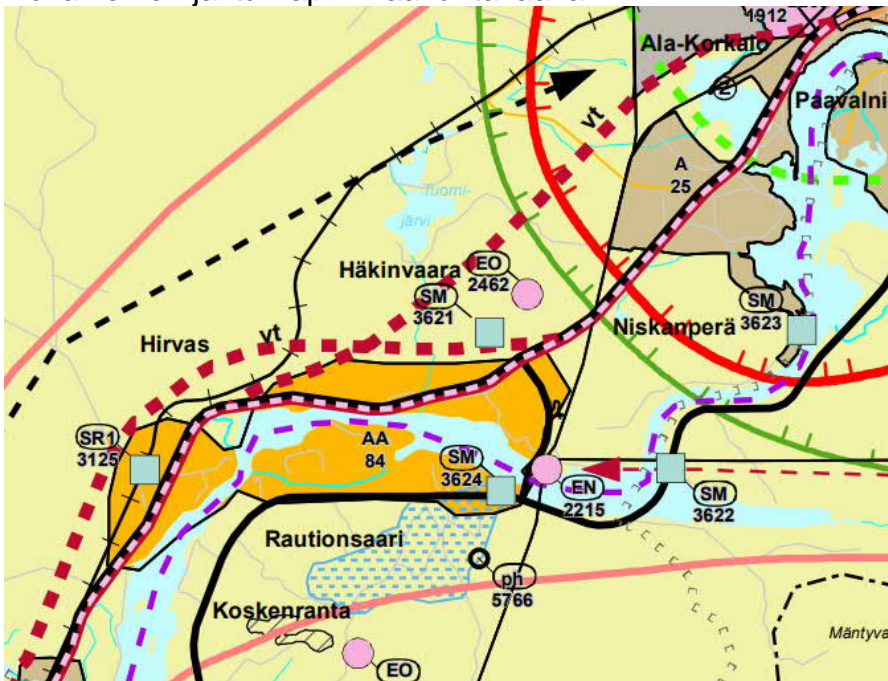 1912
Ala-Korkalo
2
Paavalni
vt
A
25
Tuomi-
järvi
Häkinvaara
EO
2462
SM
3621
SM
3623
Niskanperä
Hirvas
vt
SR1
3125
AA
84
SM
3624
EN
2215
SM
3622
Rautionsaari
ph
5766
Koskenranta
Mäntyva
EO